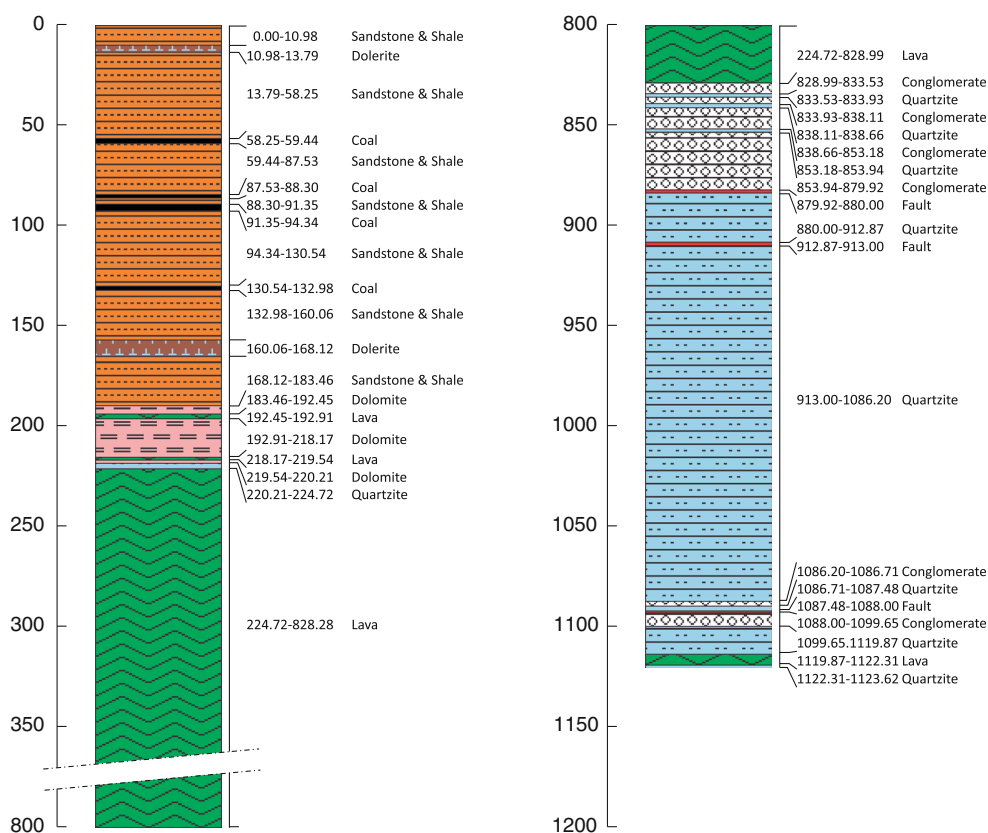 0
50
100
150
200
250
300
350
800
0.00-10.98 Sandstone & Shale
10.98-13.79 Dolerite
13.79-58.25 Sandstone & Shale
58.25-59.44 Coal
59.44-87.53 Sandstone & Shale
87.53-88.30 Coal
88.30-91.35 Sandstone & Shale
91.35-94.34 Coal
94.34-130.54 Sandstone & Shale
130.54-132.98 Coal
132.98-160.06 Sandstone & Shale
160.06-168.12 Dolerite
168.12-183.46 Sandstone & Shale
183.46-192.45 Dolomite
192.45-192.91 Lava
192.91-218.17 Dolomite
218.17-219.54 Lava
219.54-220.21 Dolomite
220.21-224.72 Quartzite
224.72-828.28 Lava
800
850
900
950
1000
1050
1100
1150
1200
224.72-828.99 Lava
828.99-833.53 Conglomerate
833.53-833.93 Quartzite
833.93-838.11 Conglomerate
838.11-838.66 Quartzite
838.66-853.18 Conglomerate
853.18-853.94 Quartzite
853.94-879.92 Conglomerate
879.92-880.00 Fault
880.00-912.87 Quartzite
912.87-913.00 Fault
913.00-1086.20 Quartzite
1086.20-1086.71 Conglomerate
1086.71-1087.48 Quartzite
1087.48-1088.00 Fault
1088.00-1099.65 Conglomerate
1099.65.1119.87 Quartzite
1119.87-1122.31 Lava
1122.31-1123.62 Quartzite